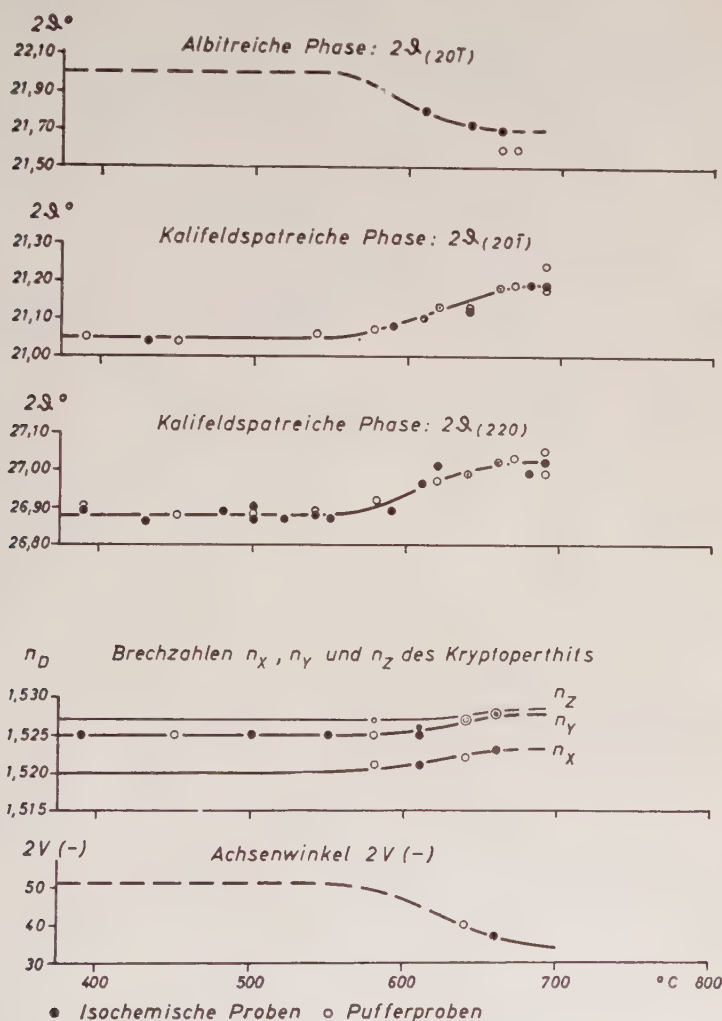 2ϑ°
Albitreiche Phase: 2ϑ(20T)
22,10
21,90
21,70
21,50
2ϑ°
Kalifeldspatreiche Phase: 2ϑ(20ī)
21,30
21,20
21,10
21,00
2ϑ°
Kalifeldspatreiche Phase: 2ϑ(220)
27,10
27,00
26,90
26,80
nD
Brechzahlen nX, nY und nZ des Kryptoperthits
1,530
1,525
1,520
1,515
nZ
nY
nX
2V (-)
Achsenwinkel 2V (-)
50
40
30
400 500 600 700 °C 800
● Isochemische Proben ○ Pufferproben